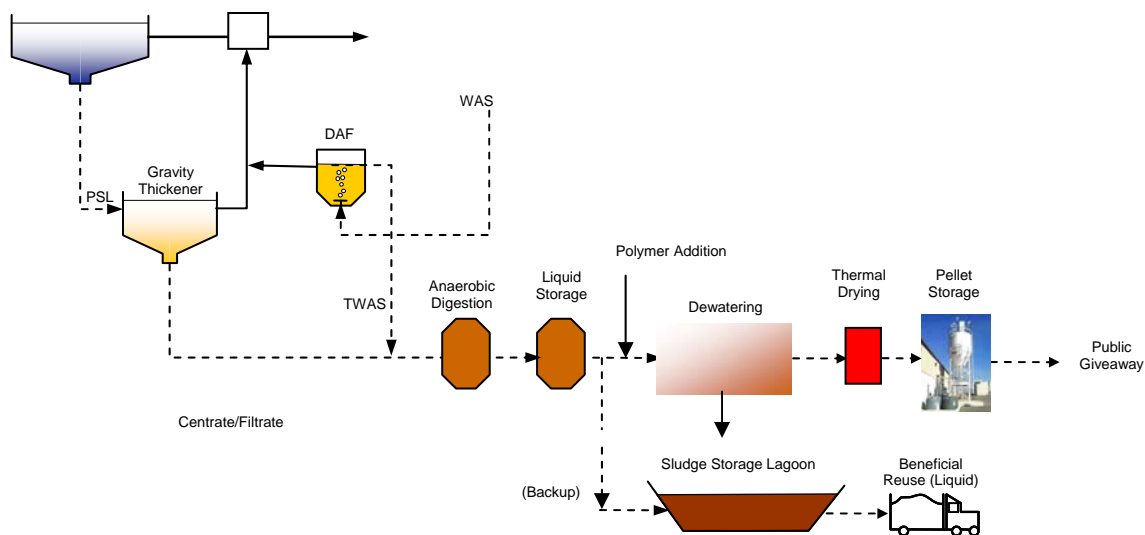 WAS
DAF
Gravity
Thickener
PSL
Polymer Addition
Anaerobic
Digestion
Liquid
Storage
Thermal
Drying
Pellet
Storage
TWAS
Dewatering
Public
Giveaway
Centrate/Filtrate
Sludge Storage Lagoon
Beneficial
Reuse (Liquid)
(Backup)